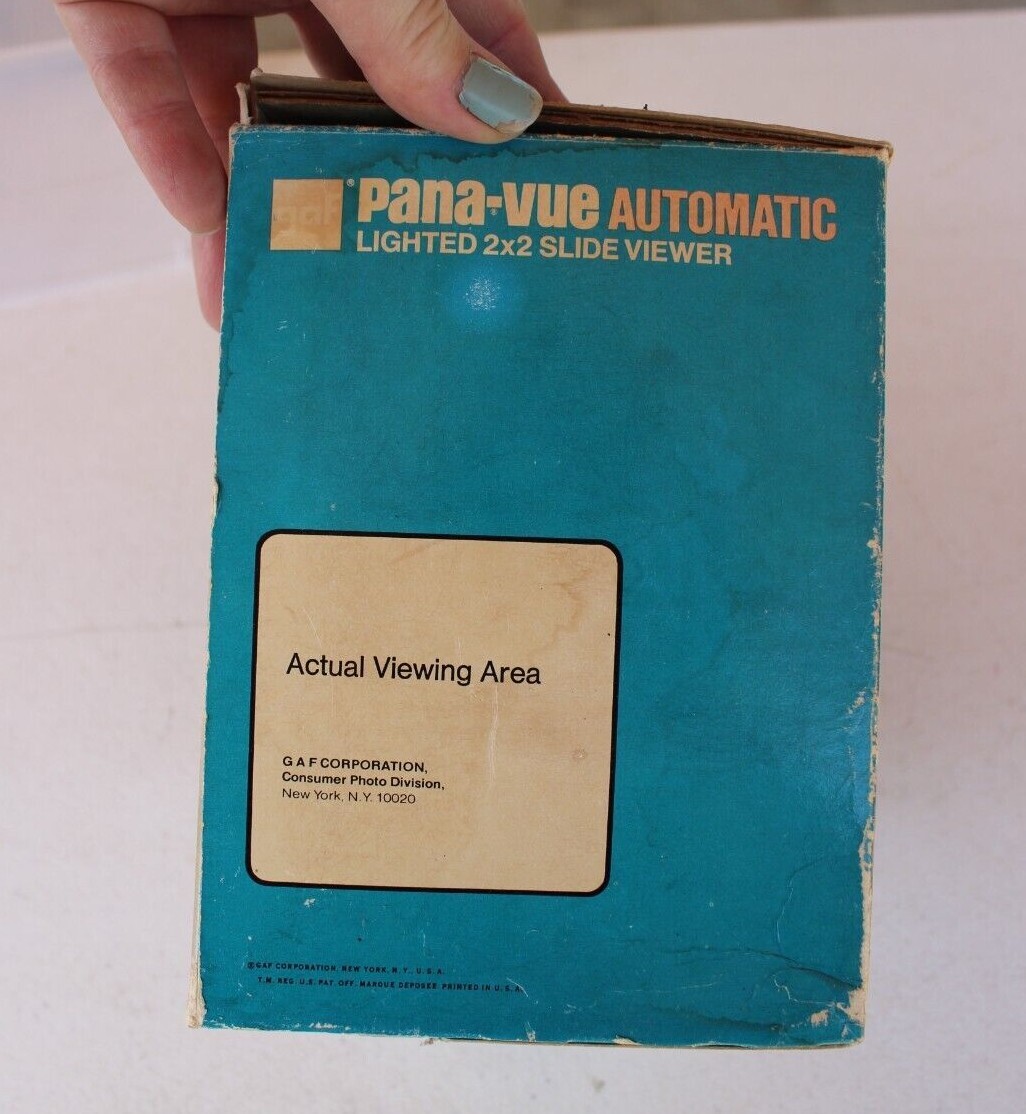 gaf® pana-vue® AUTOMATIC
LIGHTED 2x2 SLIDE VIEWER
Actual Viewing Area
G A F CORPORATION,
Consumer Photo Division,
New York, N.Y. 10020
®GAF CORPORATION, NEW YORK, N.Y., U.S.A.
T.M. REG. U.S. PAT. OFF. MARQUE DEPOSEE PRINTED IN U.S.A.